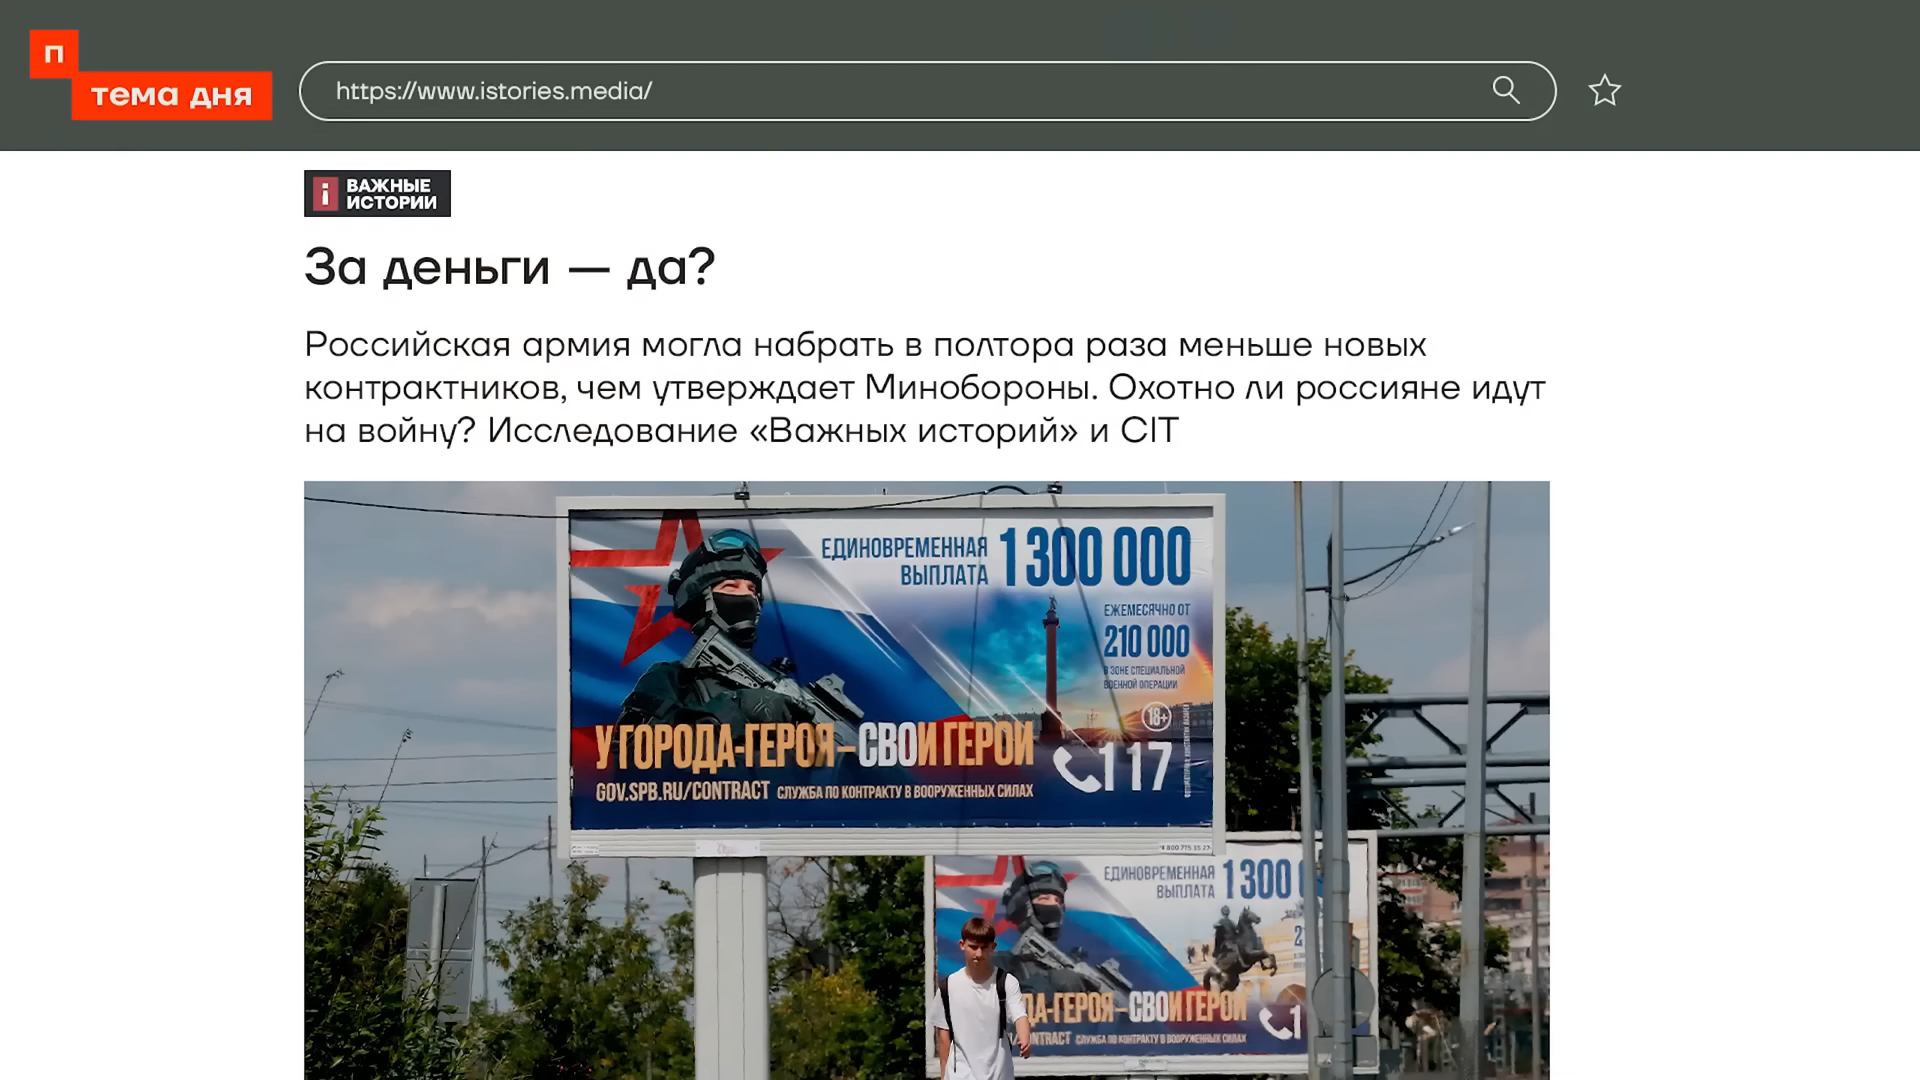 п
тема дня
https://www.istories.media/
i ВАЖНЫЕ
ИСТОРИИ
За деньги — да?
Российская армия могла набрать в полтора раза меньше новых
контрактников, чем утверждает Минобороны. Охотно ли россияне идут
на войну? Исследование «Важных историй» и CIT
ЕДИНОВРЕМЕННАЯ
ВЫПЛАТА
1 300 000
ЕЖЕМЕСЯЧНО ОТ
210 000
В ЗОНЕ СПЕЦИАЛЬНОЙ
ВОЕННОЙ ОПЕРАЦИИ
18+
У ГОРОДА-ГЕРОЯ – СВОИ ГЕРОИ
117
GOV.SPB.RU/CONTRACT СЛУЖБА ПО КОНТРАКТУ В ВООРУЖЕННЫХ СИЛАХ
ЕДИНОВРЕМЕННАЯ
ВЫПЛАТА
1 300
ДА-ГЕРОЯ – СВОИ ГЕРОИ
NTRACT СЛУЖБА ПО КОНТРАКТУ В ВООРУЖЕННЫХ СИЛАХ